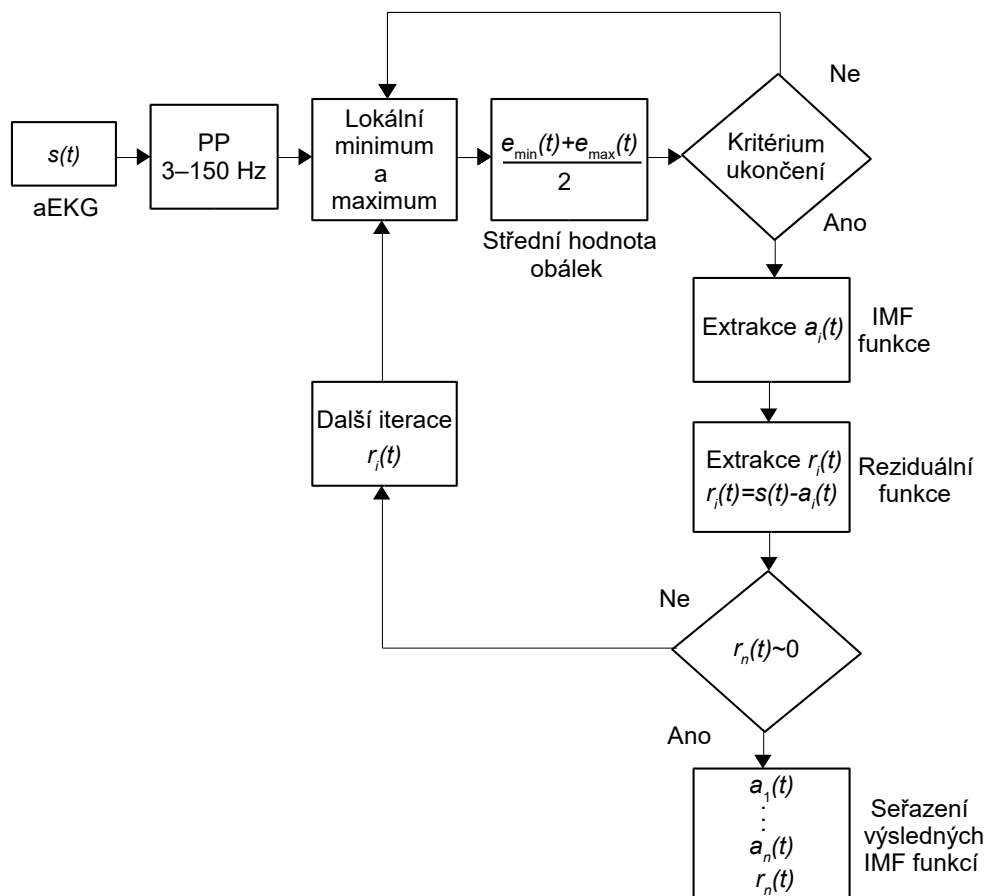 s(t)
aEKG
PP
3–150 Hz
Lokální
minimum
a
maximum
e_min(t)+e_max(t)
2
Střední hodnota
obálek
Ne
Kritérium
ukončení
Ano
Extrakce a_i(t)
IMF
funkce
Extrakce r_i(t)
r_i(t)=s(t)-a_i(t)
Reziduální
funkce
Další iterace
r_i(t)
Ne
r_n(t)~0
Ano
a_1(t)
⋮
a_n(t)
r_n(t)
Seřazení
výsledných
IMF funkcí